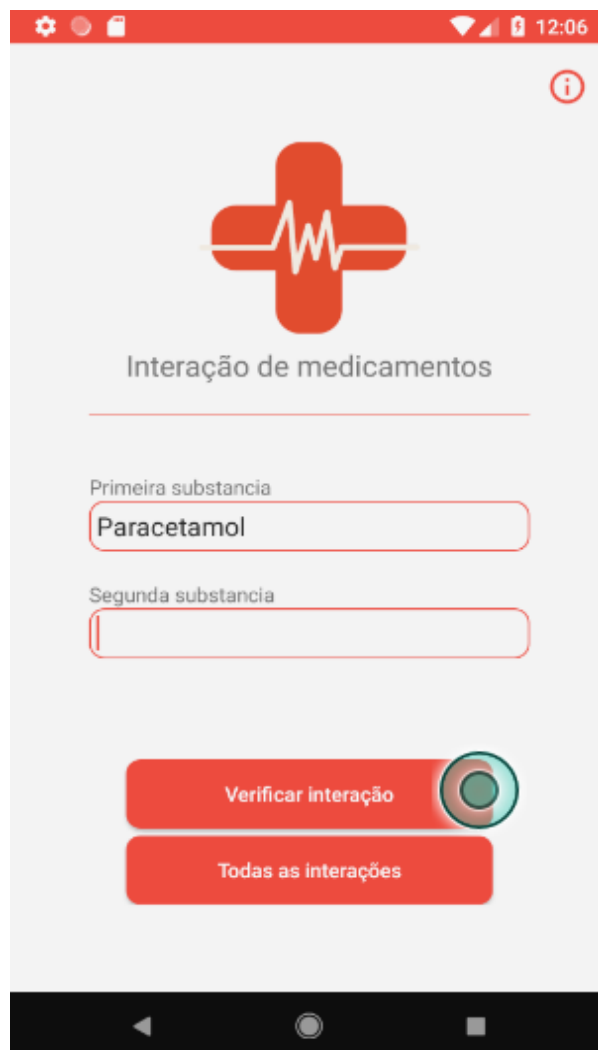 12:06
Interação de medicamentos
Primeira substancia
Paracetamol
Segunda substancia
Verificar interação
Todas as interações